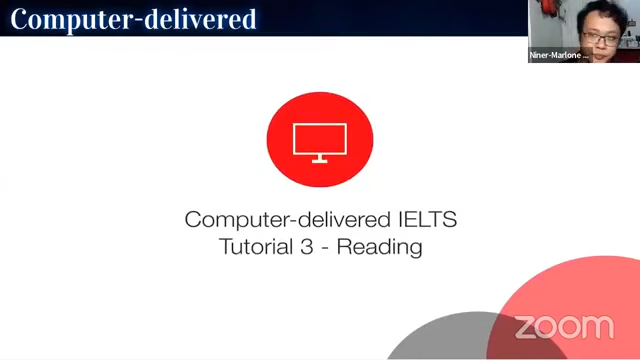 Computer-delivered
Niner-Marlone ...
Computer-delivered IELTS
Tutorial 3 - Reading
zoom